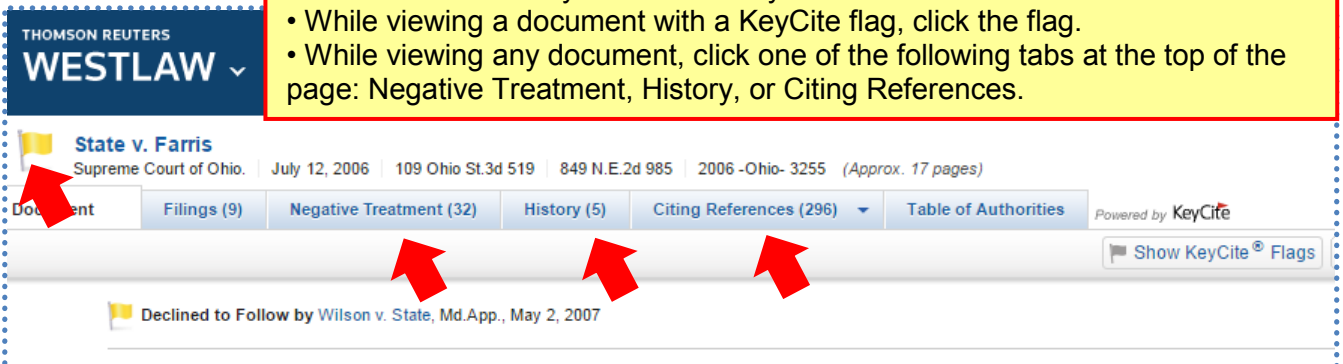 • While viewing a document with a KeyCite flag, click the flag.
• While viewing any document, click one of the following tabs at the top of the
page: Negative Treatment, History, or Citing References.
THOMSON REUTERS
WESTLAW
State v. Farris
Supreme Court of Ohio. July 12, 2006 109 Ohio St.3d 519 849 N.E.2d 985 2006 -Ohio- 3255 (Approx. 17 pages)
Filings (9) Negative Treatment (32) History (5) Citing References (296) Table of Authorities Powered by KeyCite
Show KeyCite® Flags
Declined to Follow by Wilson v. State, Md.App., May 2, 2007